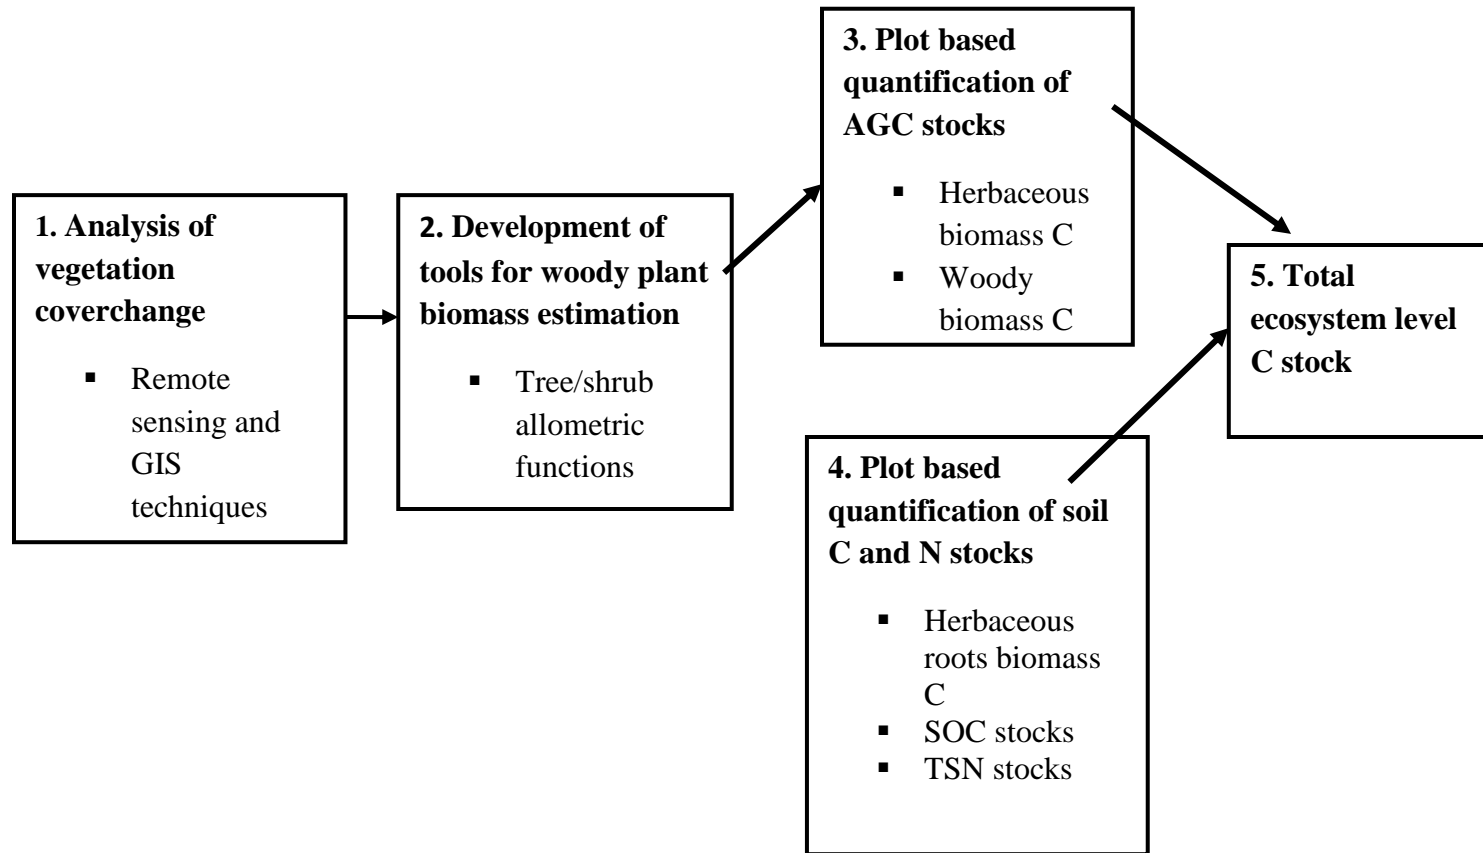 1. Analysis of
vegetation
coverchange
▪ Remote
sensing and
GIS
techniques
2. Development of
tools for woody plant
biomass estimation
▪ Tree/shrub
allometric
functions
3. Plot based
quantification of
AGC stocks
▪ Herbaceous
biomass C
▪ Woody
biomass C
4. Plot based
quantification of soil
C and N stocks
▪ Herbaceous
roots biomass
C
▪ SOC stocks
▪ TSN stocks
5. Total
ecosystem level
C stock